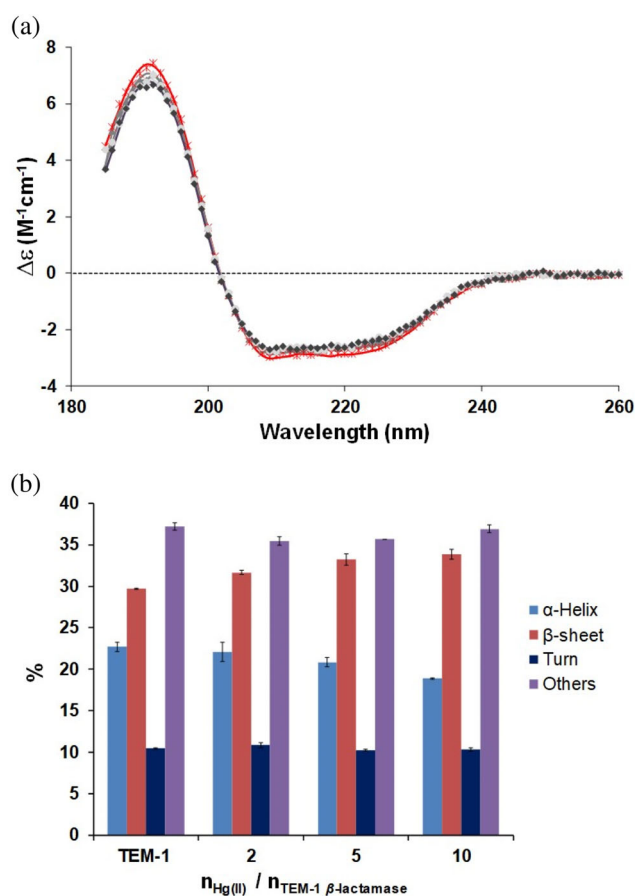 (a)
8
6
4
2
0
-2
-4
Δε (M⁻¹cm⁻¹)
180 200 220 240 260
Wavelength (nm)
(b)
40
35
30
25
20
15
10
5
0
%
α-Helix
β-sheet
Turn
Others
TEM-1 2 5 10
nHg(II) / nTEM-1 β-lactamase